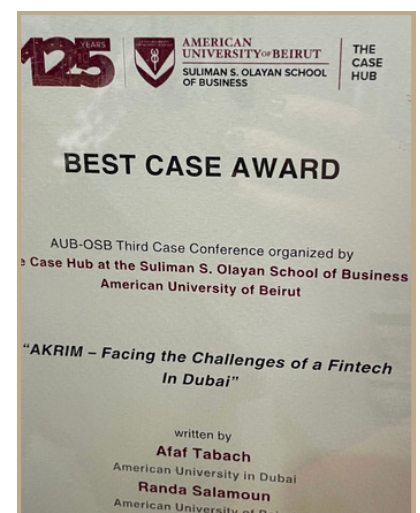 125 YEARS
AMERICAN
UNIVERSITY OF BEIRUT
SULIMAN S. OLAYAN SCHOOL
OF BUSINESS
THE
CASE
HUB
BEST CASE AWARD
AUB-OSB Third Case Conference organized by
e Case Hub at the Suliman S. Olayan School of Business
American University of Beirut
“AKRIM – Facing the Challenges of a Fintech
In Dubai”
written by
Afaf Tabach
American University in Dubai
Randa Salamoun
American University of